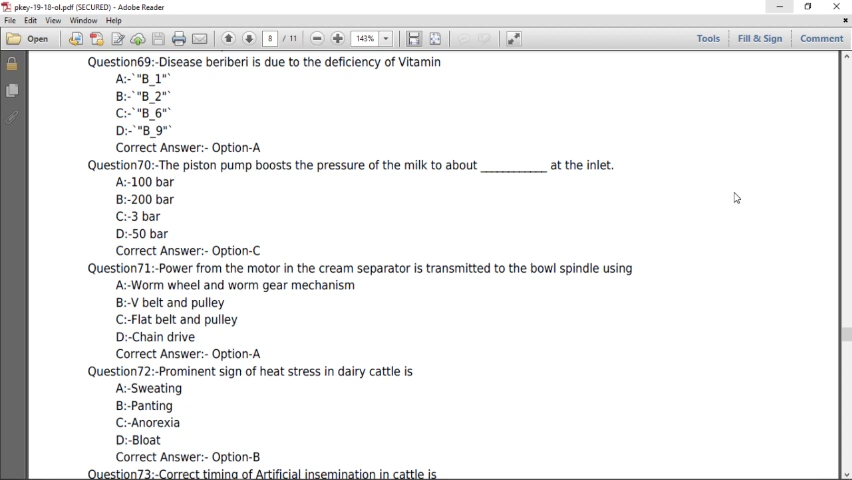 pkey-19-18-ol.pdf (SECURED) - Adobe Reader
File Edit View Window Help
Open 8 / 11 143% Tools Fill & Sign Comment
Question69:-Disease beriberi is due to the deficiency of Vitamin
A:-`"B_1"`
B:-`"B_2"`
C:-`"B_6"`
D:-`"B_9"`
Correct Answer:- Option-A
Question70:-The piston pump boosts the pressure of the milk to about ____________ at the inlet.
A:-100 bar
B:-200 bar
C:-3 bar
D:-50 bar
Correct Answer:- Option-C
Question71:-Power from the motor in the cream separator is transmitted to the bowl spindle using
A:-Worm wheel and worm gear mechanism
B:-V belt and pulley
C:-Flat belt and pulley
D:-Chain drive
Correct Answer:- Option-A
Question72:-Prominent sign of heat stress in dairy cattle is
A:-Sweating
B:-Panting
C:-Anorexia
D:-Bloat
Correct Answer:- Option-B
Question73:-Correct timing of Artificial insemination in cattle is